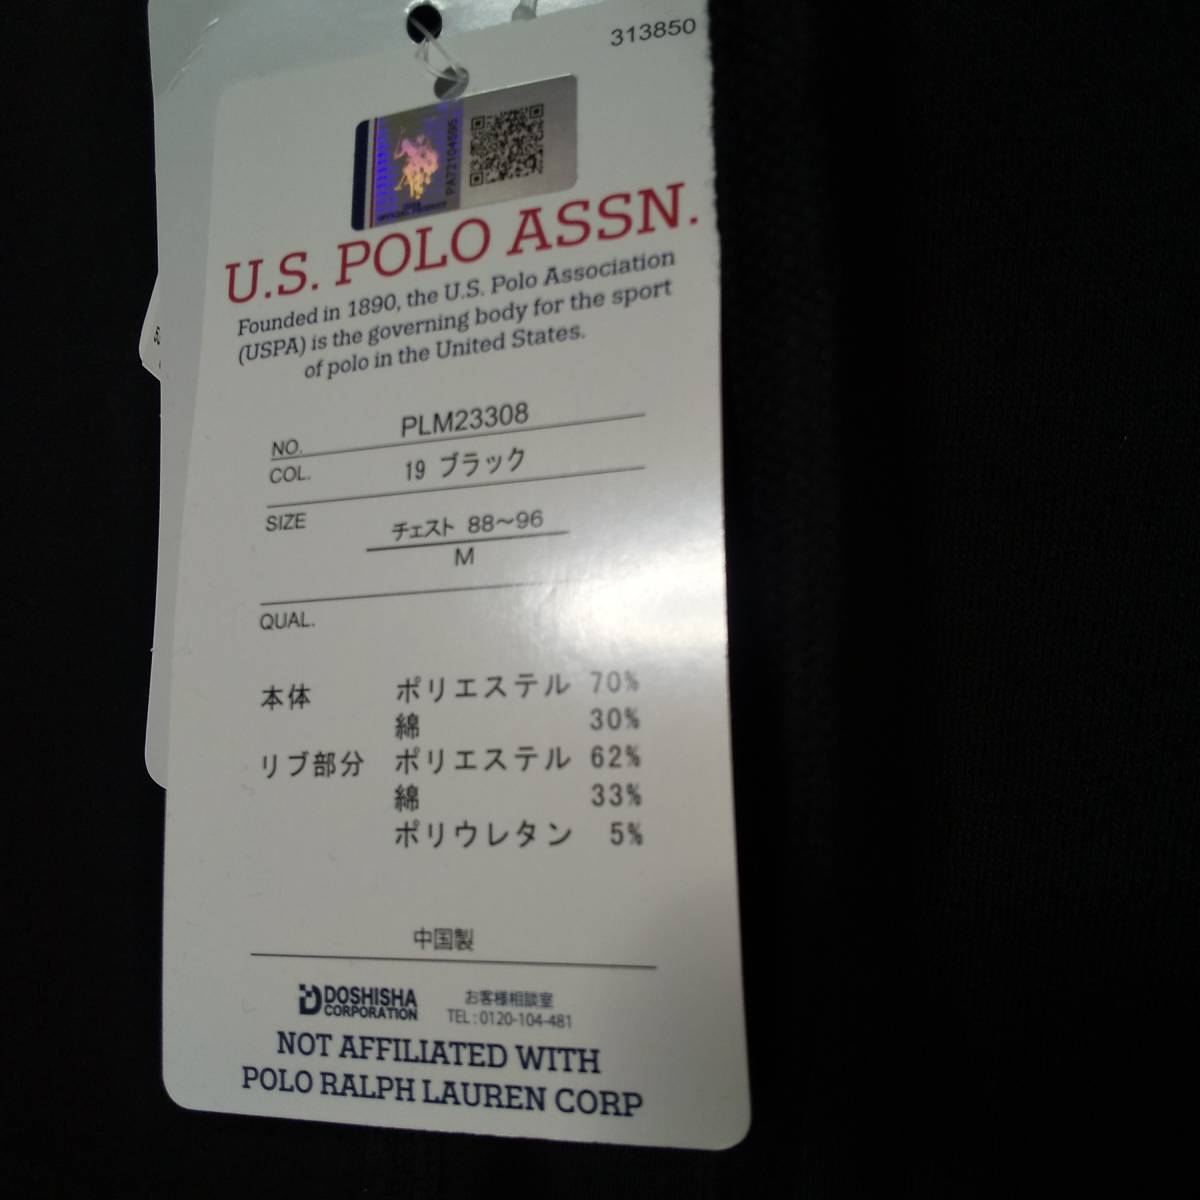 313850
PA72104595
U.S. POLO ASSN.
Founded in 1890, the U.S. Polo Association
(USPA) is the governing body for the sport
of polo in the United States.
NO. PLM23308
COL. 19 ブラック
SIZE チェスト 88〜96
M
QUAL.
本体 ポリエステル 70%
綿 30%
リブ部分 ポリエステル 62%
綿 33%
ポリウレタン 5%
中国製
DOSHISHA
CORPORATION
お客様相談室
TEL:0120-104-481
NOT AFFILIATED WITH
POLO RALPH LAUREN CORP